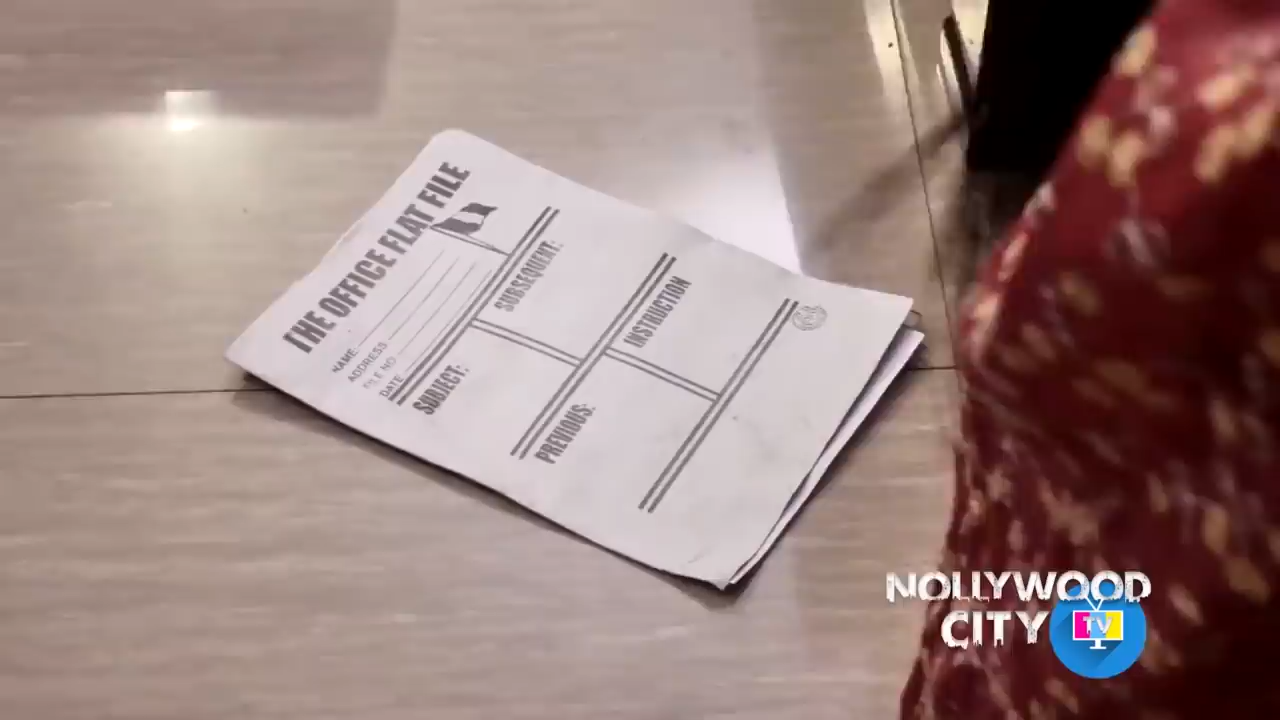 THE OFFICE FLAT FILE
NAME
ADDRESS
FILE NO
DATE
SUBJECT:
SUBSEQUENT:
PREVIOUS:
INSTRUCTION
NOLLYWOOD
CITY TV